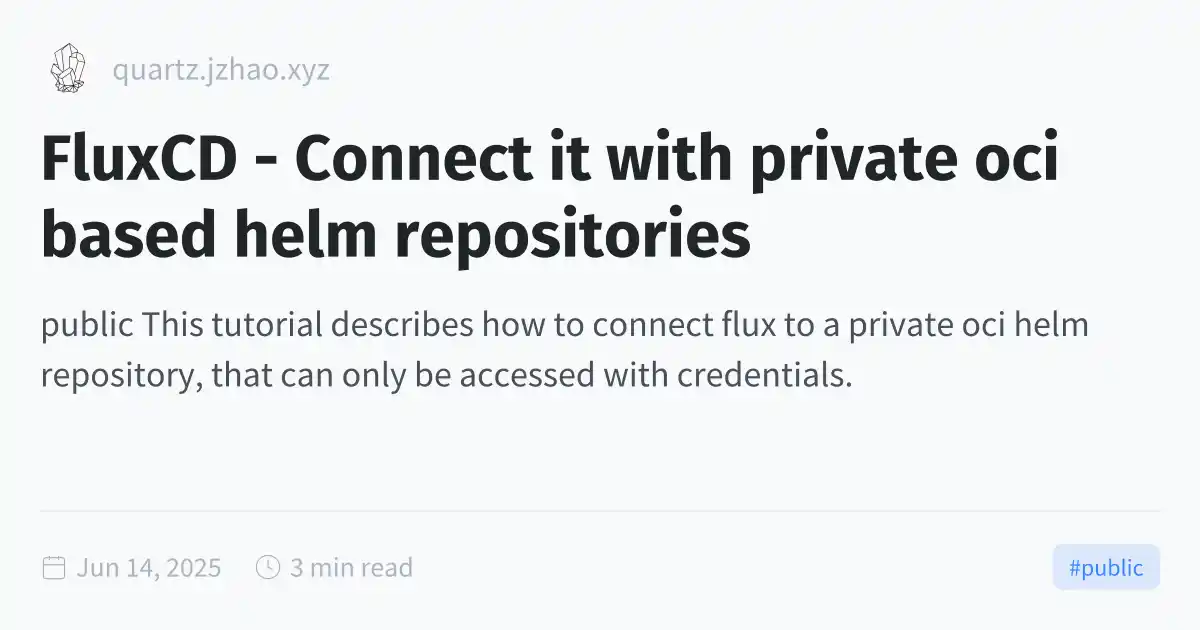 quartz.jzhao.xyz
FluxCD - Connect it with private oci
based helm repositories
public This tutorial describes how to connect flux to a private oci helm
repository, that can only be accessed with credentials.
Jun 14, 2025 3 min read #public